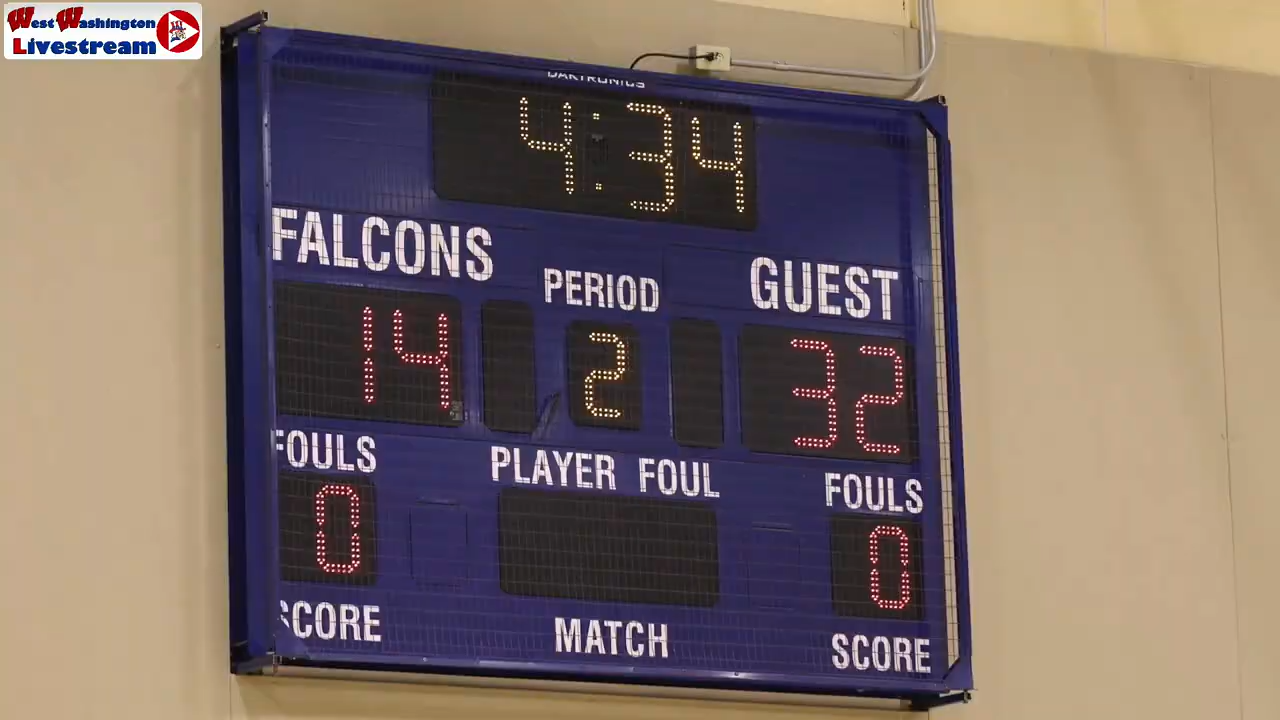 West Washington
Livestream
DAKTRONICS
4:34
FALCONS
PERIOD
GUEST
14
2
32
FOULS
PLAYER FOUL
FOULS
0
0
SCORE
MATCH
SCORE